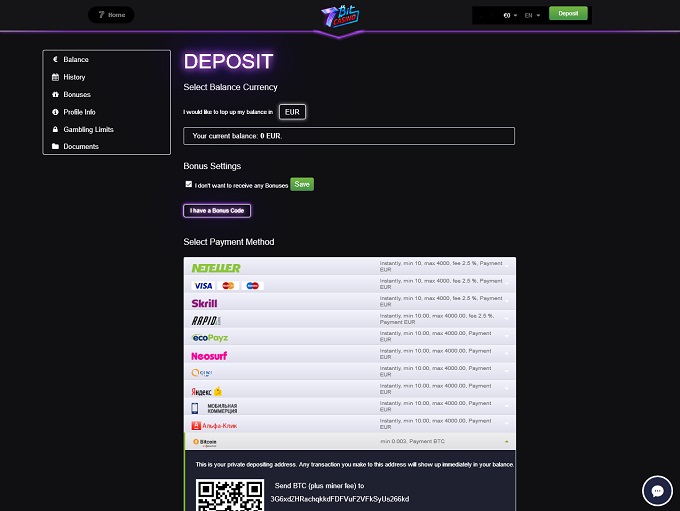 Home
7Bit
CASINO
€0
EN
Deposit
Balance
History
Bonuses
Profile Info
Gambling Limits
Documents
DEPOSIT
Select Balance Currency
I would like to top up my balance in EUR
Your current balance: 0 EUR.
Bonus Settings
I don't want to receive any Bonuses Save
I have a Bonus Code
Select Payment Method
NETELLER
Instantly, min 10, max 4000, fee 2.5 %, Payment
EUR
VISA
Instantly, min 10, max 4000, fee 2.5 %, Payment
EUR
Skrill
Instantly, min 10, max 4000, fee 2.5 %, Payment
EUR
RAPID
Instantly, min 10.00, max 4000.00, fee 2.5 %,
Payment EUR
ecoPayz
Instantly, min 10.00, max 4000.00, Payment
EUR
Neosurf
Instantly, min 10.00, max 4000.00, Payment
EUR
QIWI
Instantly, min 10.00, max 4000.00, Payment
EUR
Яндекс
Instantly, min 10.00, max 4000.00, Payment
EUR
МОБИЛЬНАЯ
КОММЕРЦИЯ
Instantly, min 10.00, max 4000.00, Payment
EUR
Альфа-Клик
Instantly, min 10.00, max 4000.00, Payment
EUR
Bitcoin
min 0.003, Payment BTC
This is your private depositing address. Any transaction you make to this address will show up immediately in your balance.
Send BTC (plus miner fee) to
3G6xdZHRachqkkdFDFVuF2VFkSyUs266kd